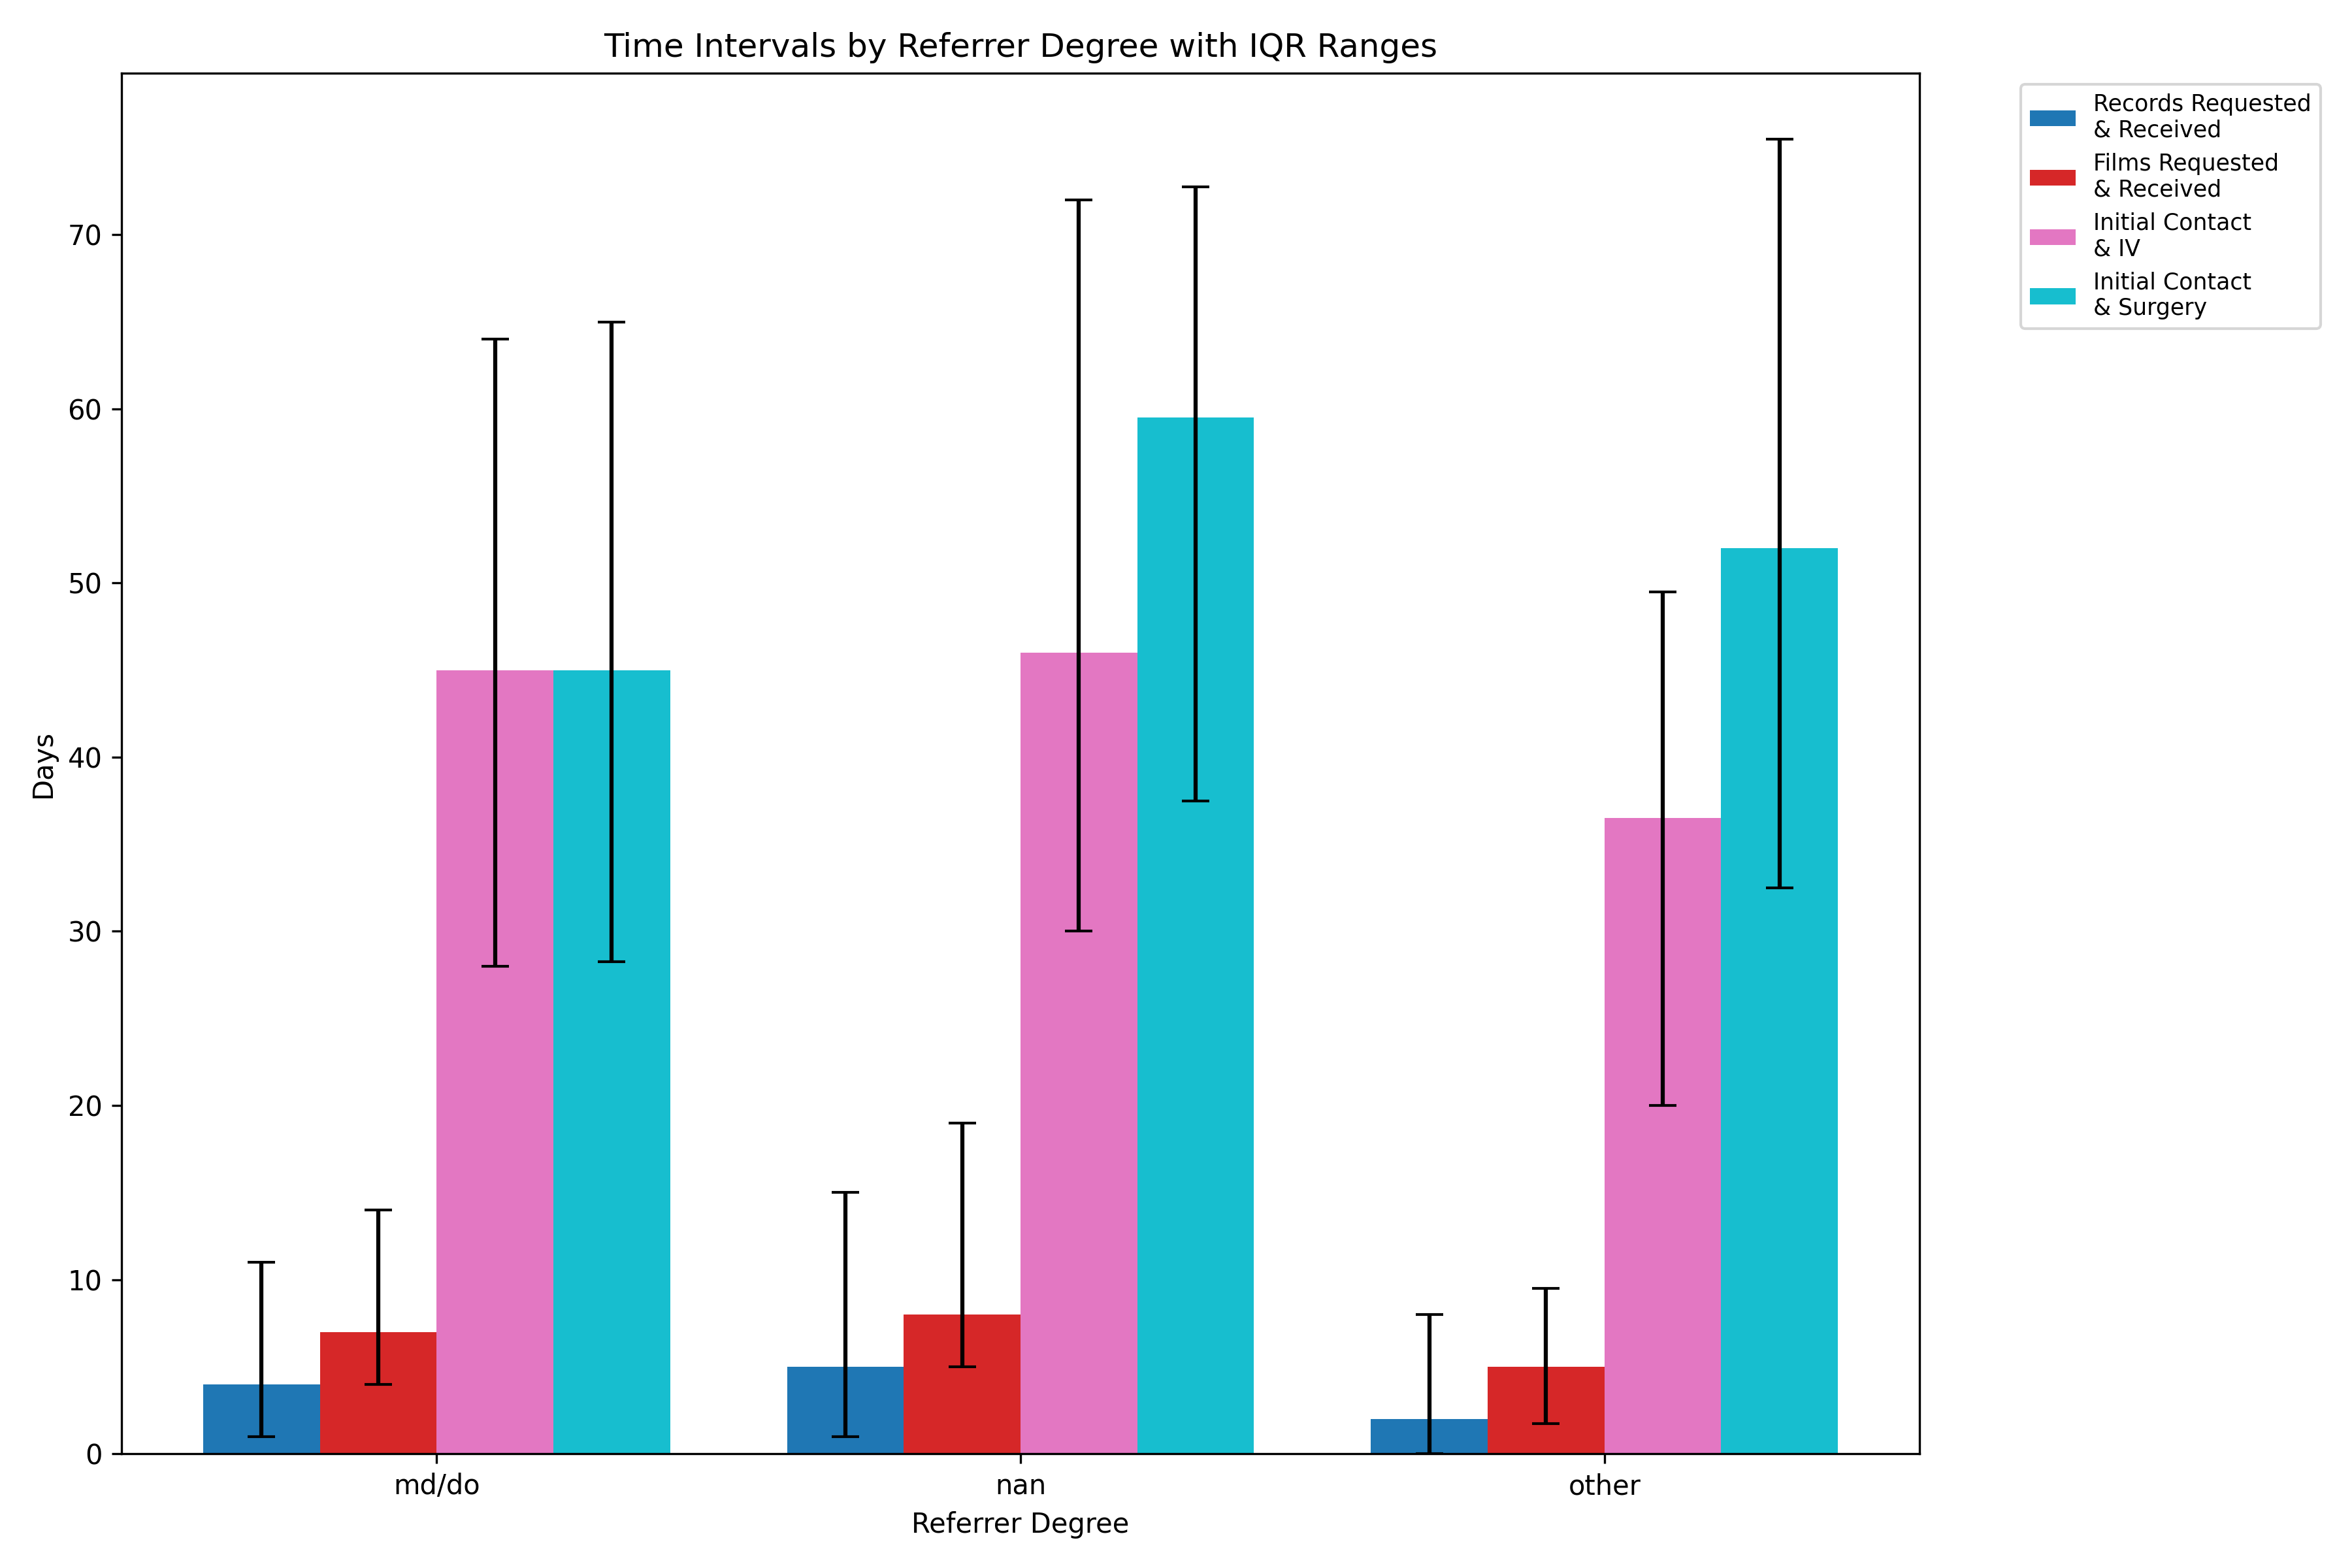 Time Intervals by Referrer Degree with IQR Ranges
Records Requested
& Received
Films Requested
& Received
Initial Contact
& IV
Initial Contact
& Surgery
Days
70
60
50
40
30
20
10
0
md/do
nan
other
Referrer Degree